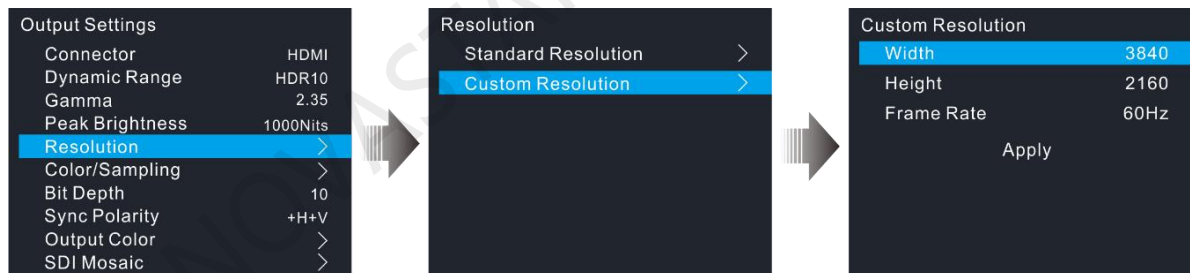 Output Settings
Connector HDMI
Dynamic Range HDR10
Gamma 2.35
Peak Brightness 1000Nits
Resolution >
Color/Sampling >
Bit Depth 10
Sync Polarity +H+V
Output Color >
SDI Mosaic >
Resolution
Standard Resolution >
Custom Resolution >
Custom Resolution
Width 3840
Height 2160
Frame Rate 60Hz
Apply
NOVASTA